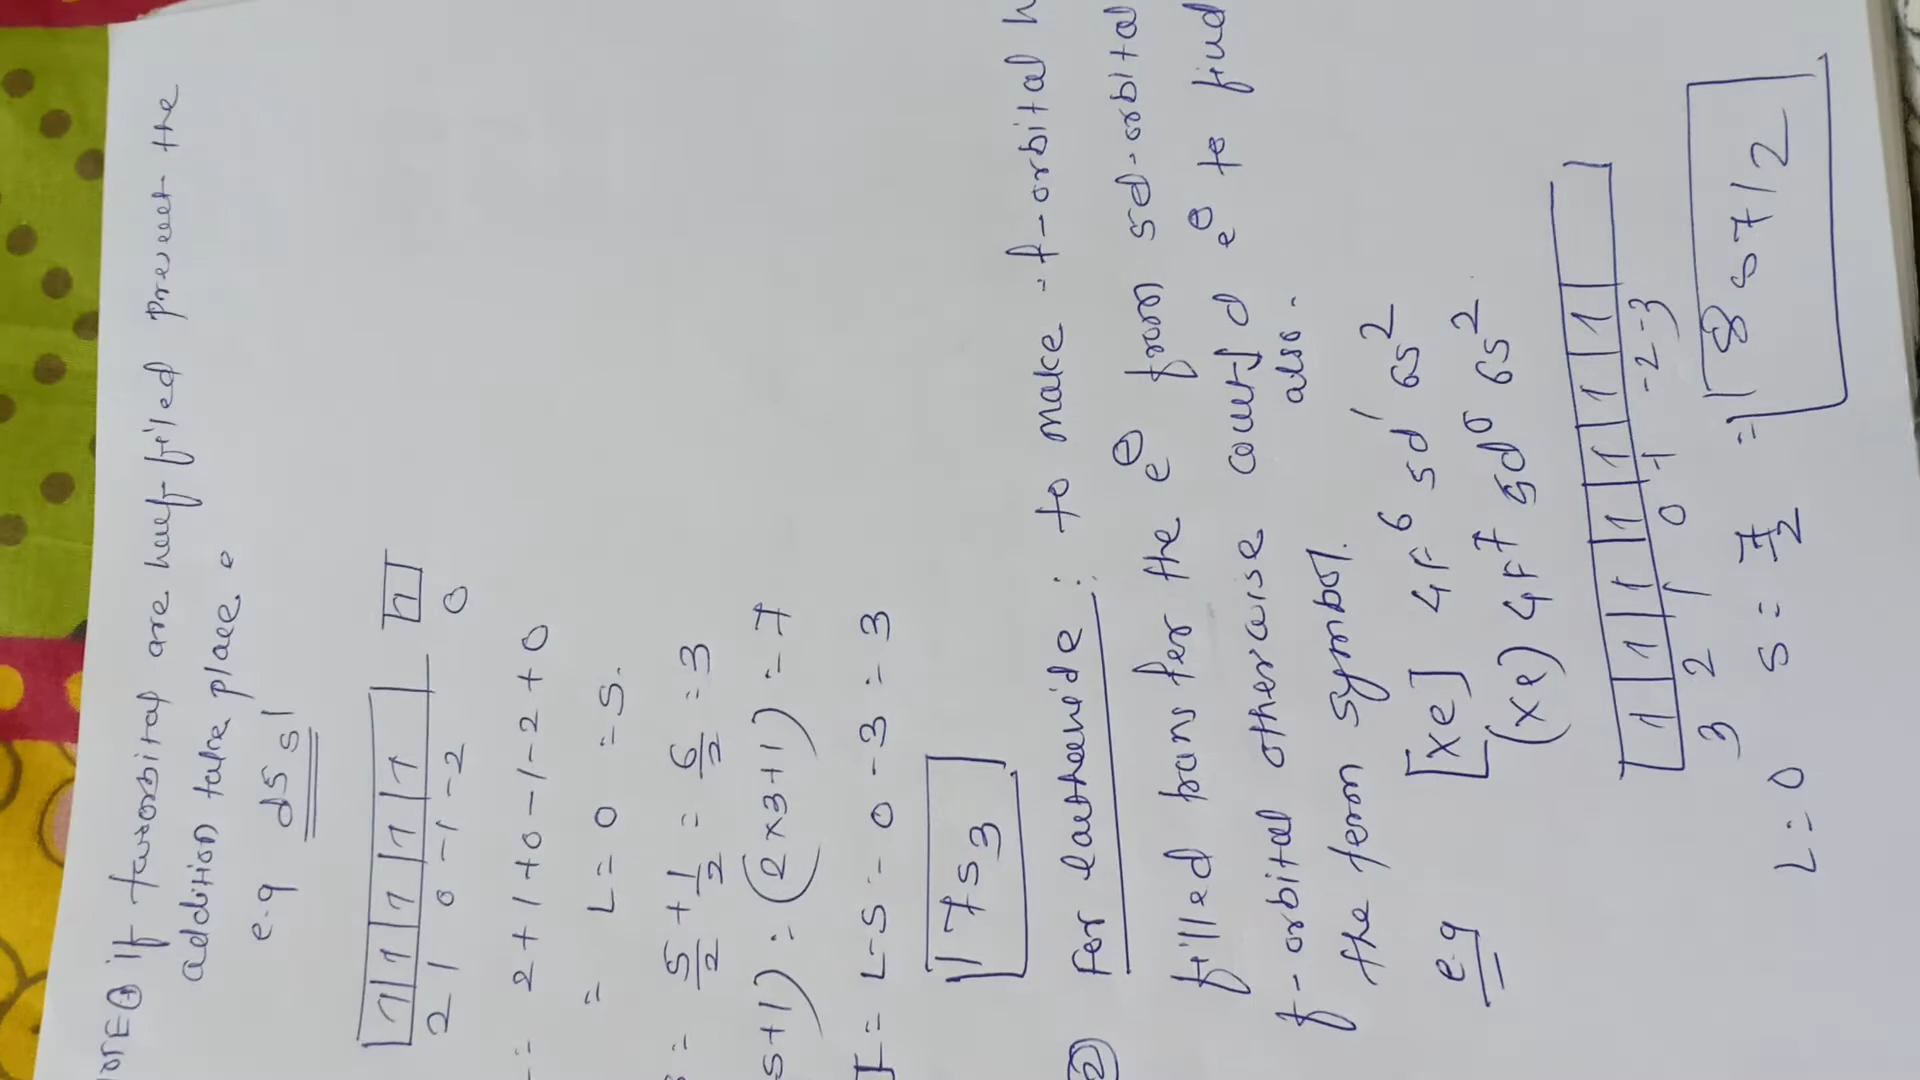 NOTE ① if two orbital are half-filled prevent the
addition take place.
e.g d5 s1
1 1 1 1 1 1
2 1 0 -1 -2 0
= 2+1+0-1-2+0
= L=0 =S.
= 5/2 + 1/2 = 6/2 = 3
s+1) = (2×3+1) = 7
J = L-S = 0-3 = 3
7S3
② For lanthenide: to make f-orbital h
filled transfer the e⊖ from 5d-orbital
f-orbital otherwise count d e⊖ to find
the term symbol. also.
e.g [Xe] 4F6 5d1 6s2
(Xe) 4F7 5d0 6s2
1 1 1 1 1 1 1
3 2 1 0 -1 -2 -3
L=0 S=7/2 = 8S7/2